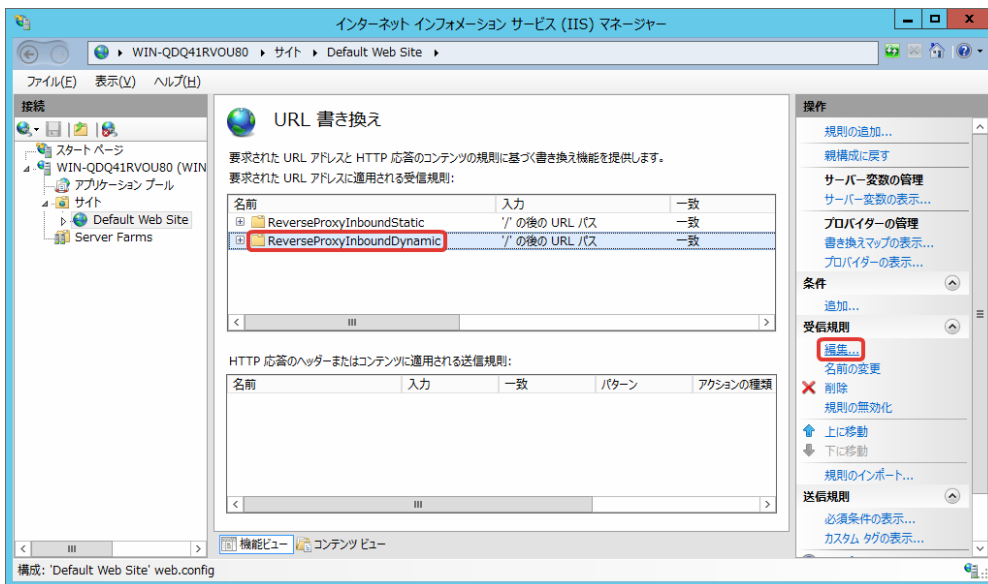 インターネット インフォメーション サービス (IIS) マネージャー
WIN-QDQ41RVOU80 サイト Default Web Site
ファイル(F) 表示(V) ヘルプ(H)
接続
スタート ページ
WIN-QDQ41RVOU80 (WIN
アプリケーション プール
サイト
Default Web Site
Server Farms
URL 書き換え
要求された URL アドレスと HTTP 応答のコンテンツの規則に基づく書き換え機能を提供します。
要求された URL アドレスに適用される受信規則:
名前 入力 一致
ReverseProxyInboundStatic '/' の後の URL パス 一致
ReverseProxyInboundDynamic '/' の後の URL パス 一致
HTTP 応答のヘッダーまたはコンテンツに適用される送信規則:
名前 入力 一致 パターン アクションの種類
機能ビュー コンテンツ ビュー
操作
規則の追加...
親構成に戻す
サーバー変数の管理
サーバー変数の表示...
プロバイダーの管理
書き換えマップの表示...
プロバイダーの表示...
条件
追加...
受信規則
編集...
名前の変更
削除
規則の無効化
上に移動
下に移動
規則のインポート...
送信規則
必須条件の表示...
カスタム タグの表示...
構成: 'Default Web Site' web.config